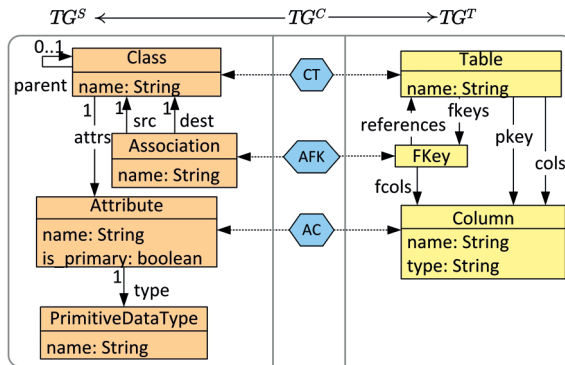 TG^S TG^C TG^T
0..1
Class
name: String
parent
1
1
1
attrs
src
dest
Association
name: String
Attribute
name: String
is_primary: boolean
1
type
PrimitiveDataType
name: String
CT
AFK
AC
Table
name: String
references
fkeys
FKey
fcols
pkey
cols
Column
name: String
type: String